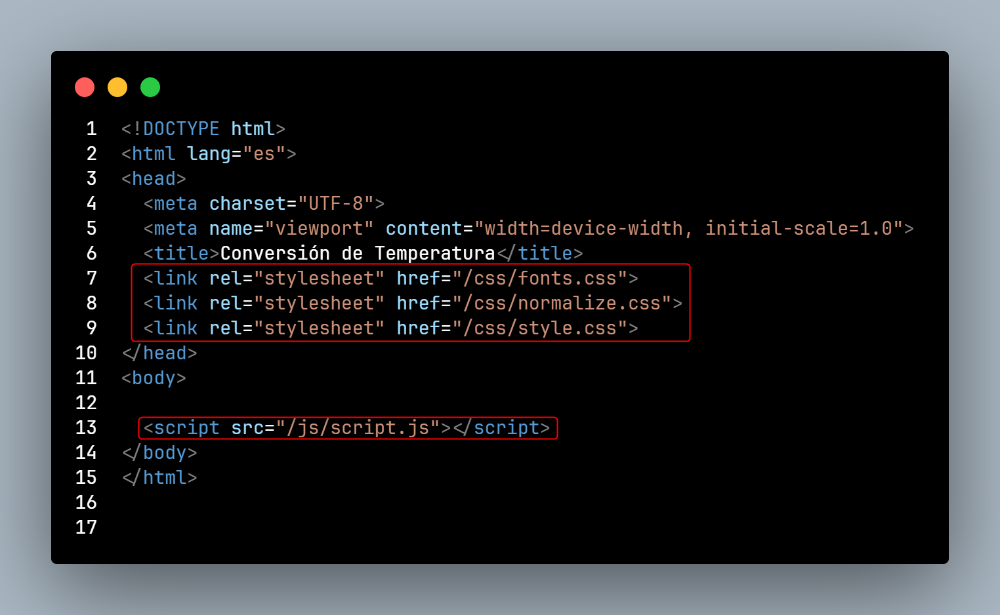 1 <!DOCTYPE html>
2 <html lang="es">
3 <head>
4   <meta charset="UTF-8">
5   <meta name="viewport" content="width=device-width, initial-scale=1.0">
6   <title>Conversión de Temperatura</title>
7   <link rel="stylesheet" href="/css/fonts.css">
8   <link rel="stylesheet" href="/css/normalize.css">
9   <link rel="stylesheet" href="/css/style.css">
10 </head>
11 <body>
12
13   <script src="/js/script.js"></script>
14 </body>
15 </html>
16
17